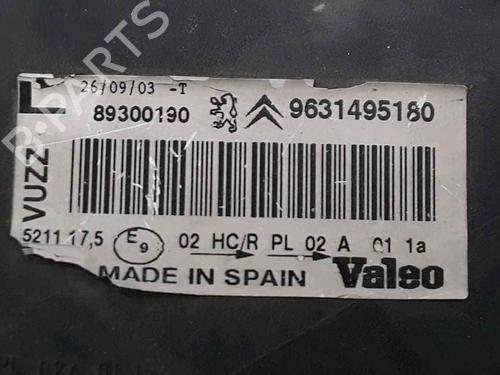 26/09/03 -T
L
89300190 9631495180
VUZZ
5211 17,5 E9 02 HC/R PL 02 A 01 1a
MADE IN SPAIN Valeo
B-PARTS